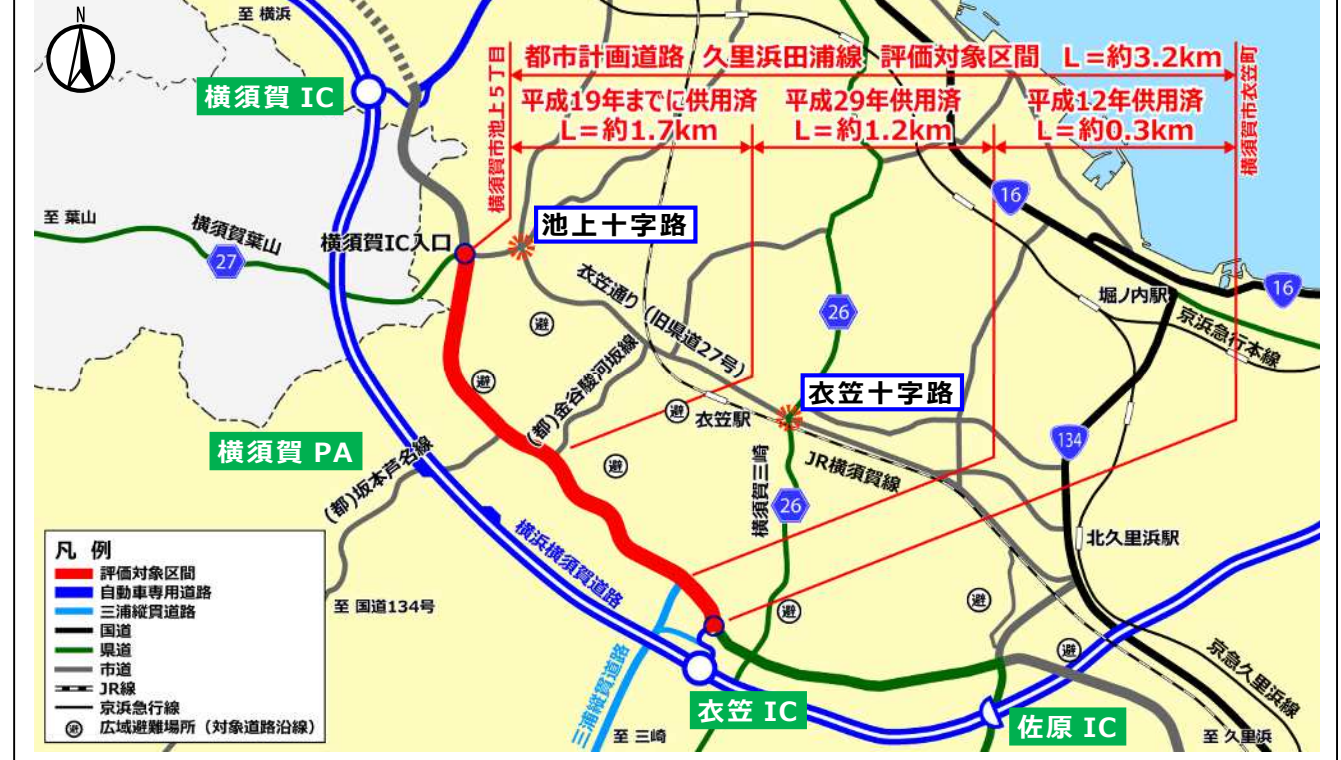 N
至 横浜
都市計画道路 久里浜田浦線 評価対象区間 L=約3.2km
横須賀市池上5丁目
横須賀市衣笠町
平成19年までに供用済
L=約1.7km
平成29年供用済
L=約1.2km
平成12年供用済
L=約0.3km
横須賀 IC
16
至 葉山
横須賀葉山
27
横須賀IC入口
池上十字路
衣笠通り (旧県道27号)
26
堀ノ内駅
16
京浜急行本線
避
避
(都)金谷駿河坂線
避
衣笠駅
衣笠十字路
134
横須賀 PA
(都)坂本芦名線
避
JR横須賀線
横須賀三崎
26
北久里浜駅
横浜横須賀道路
至 国道134号
避
避
避
三浦縦貫道路
京急久里浜線
衣笠 IC
佐原 IC
至 三崎
至 久里浜
凡 例
評価対象区間
自動車専用道路
三浦縦貫道路
国道
県道
市道
JR線
京浜急行線
避 広域避難場所(対象道路沿線)